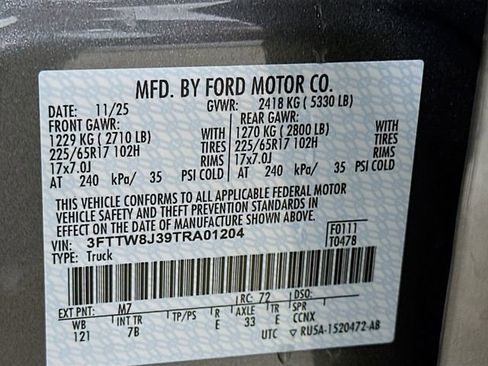 MFD. BY FORD MOTOR CO.
DATE: 11/25 GVWR: 2418 KG ( 5330 LB)
FRONT GAWR: REAR GAWR:
1229 KG ( 2710 LB) WITH 1270 KG ( 2800 LB) WITH
225/65R17 102H TIRES 225/65R17 102H TIRES
17x7.0J RIMS 17x7.0J RIMS
AT 240 kPa/ 35 PSI COLD AT 240 kPa/ 35 PSI COLD
THIS VEHICLE CONFORMS TO ALL APPLICABLE FEDERAL MOTOR
VEHICLE SAFETY AND THEFT PREVENTION STANDARDS IN
EFFECT ON THE DATE OF MANUFACTURE SHOWN ABOVE.
VIN: 3FTTW8J39TRA01204 F0111
TYPE: Truck T0478
EXT PNT: M7 RC: 72 DSO:
WB INT TR TP/PS R AXLE TR SPR
121 7B E 33 E CCNX
UTC RU5A-1520472-AB